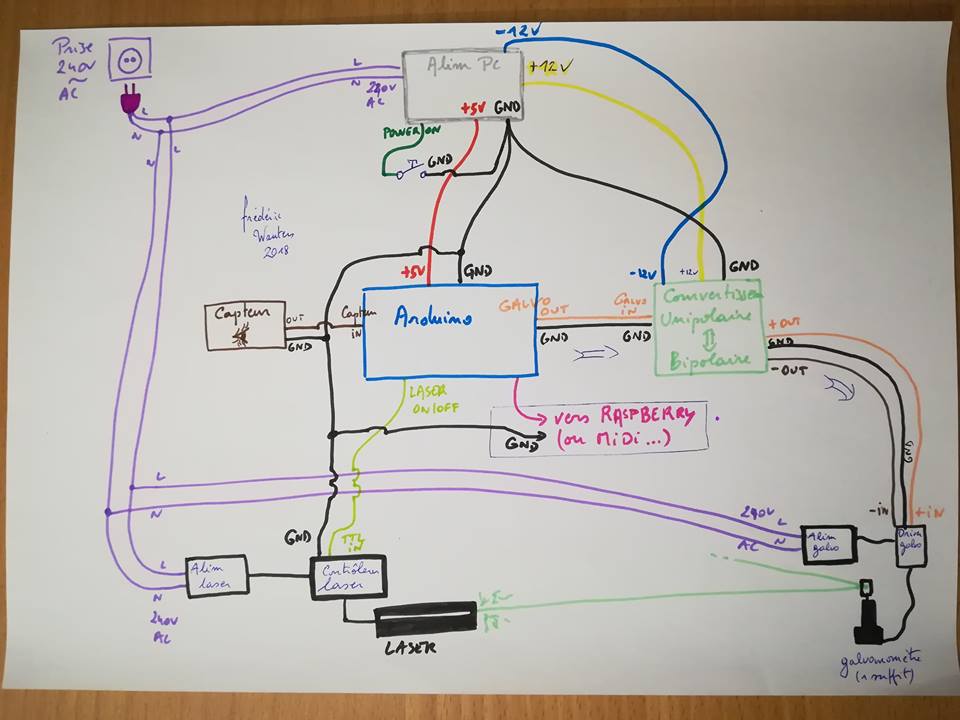 Prise
240V
~
AC
L
N
L
N
240V
AC
Alim Pc
-12V
+12V
+5V
GND
POWER ON
GND
L
N
frédéric
Wauters
2018
+5V
GND
-12V
+12V
GND
Capteur
OUT
GND
Capteur
IN
Arduino
GALVO
OUT
GND
GALVO
IN
GND
Convertisseur
Unipolaire
Bipolaire
+OUT
GND
-OUT
LASER
ON/OFF
vers RASPBERRY
(ou MiDi...)
GND
GND
L
N
240V
AC
L
N
-IN
+IN
Alim
galvo
Driver
galvo
GND
TTL
iN
L
N
240V
AC
Alim
laser
Contrôleur
laser
LASER
galvanomètre
(1 suffit)